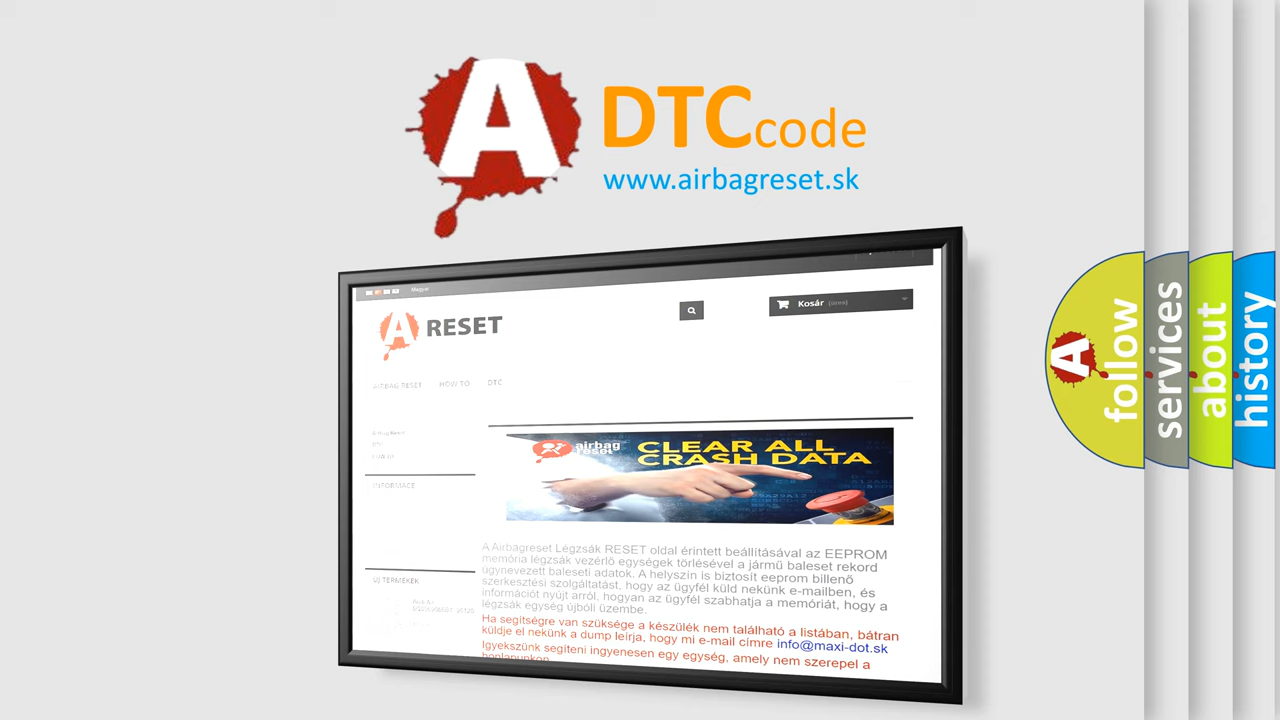 A
DTC code
www.airbagreset.sk
Magyar
A RESET
Kosár (üres)
AIRBAG RESET HOW TO DTC
INFORMACE
ÚJ TERMÉKEK
airbag
reset
CLEAR ALL
CRASH DATA
A Airbagreset Légzsák RESET oldal érintett beállításával az EEPROM
memória légzsák vezérlő egységek törlésével a jármű baleset rekord
úgynevezett baleseti adatok. A helyszín is biztosít eeprom billenő
szerkesztési szolgáltatást, hogy az ügyfél küld nekünk e-mailben, és
információt nyújt arról, hogyan az ügyfél szabhatja a memóriát, hogy a
légzsák egység újbóli üzembe.
Ha segítségre van szüksége a készülék nem található a listában, bátran
küldje el nekünk a dump leírja, hogy mi e-mail címre info@maxi-dot.sk
Igyekszünk segíteni ingyenesen egy egység, amely nem szerepel a
honlapunkon
A
follow
services
about
history